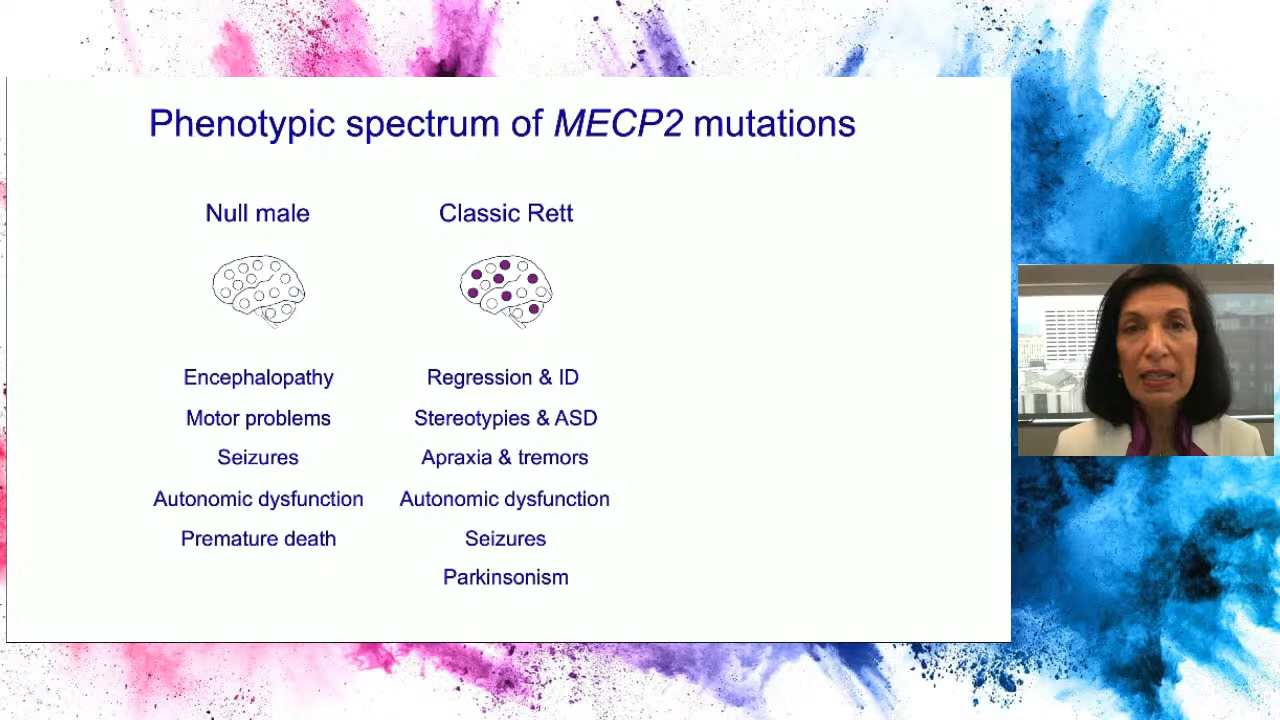 Phenotypic spectrum of MECP2 mutations
Null male
Encephalopathy
Motor problems
Seizures
Autonomic dysfunction
Premature death
Classic Rett
Regression & ID
Stereotypies & ASD
Apraxia & tremors
Autonomic dysfunction
Seizures
Parkinsonism